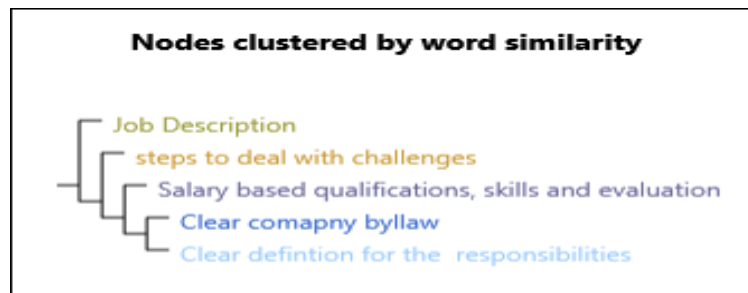 Nodes clustered by word similarity
Job Description
steps to deal with challenges
Salary based qualifications, skills and evaluation
Clear comapny byllaw
Clear defintion for the responsibilities